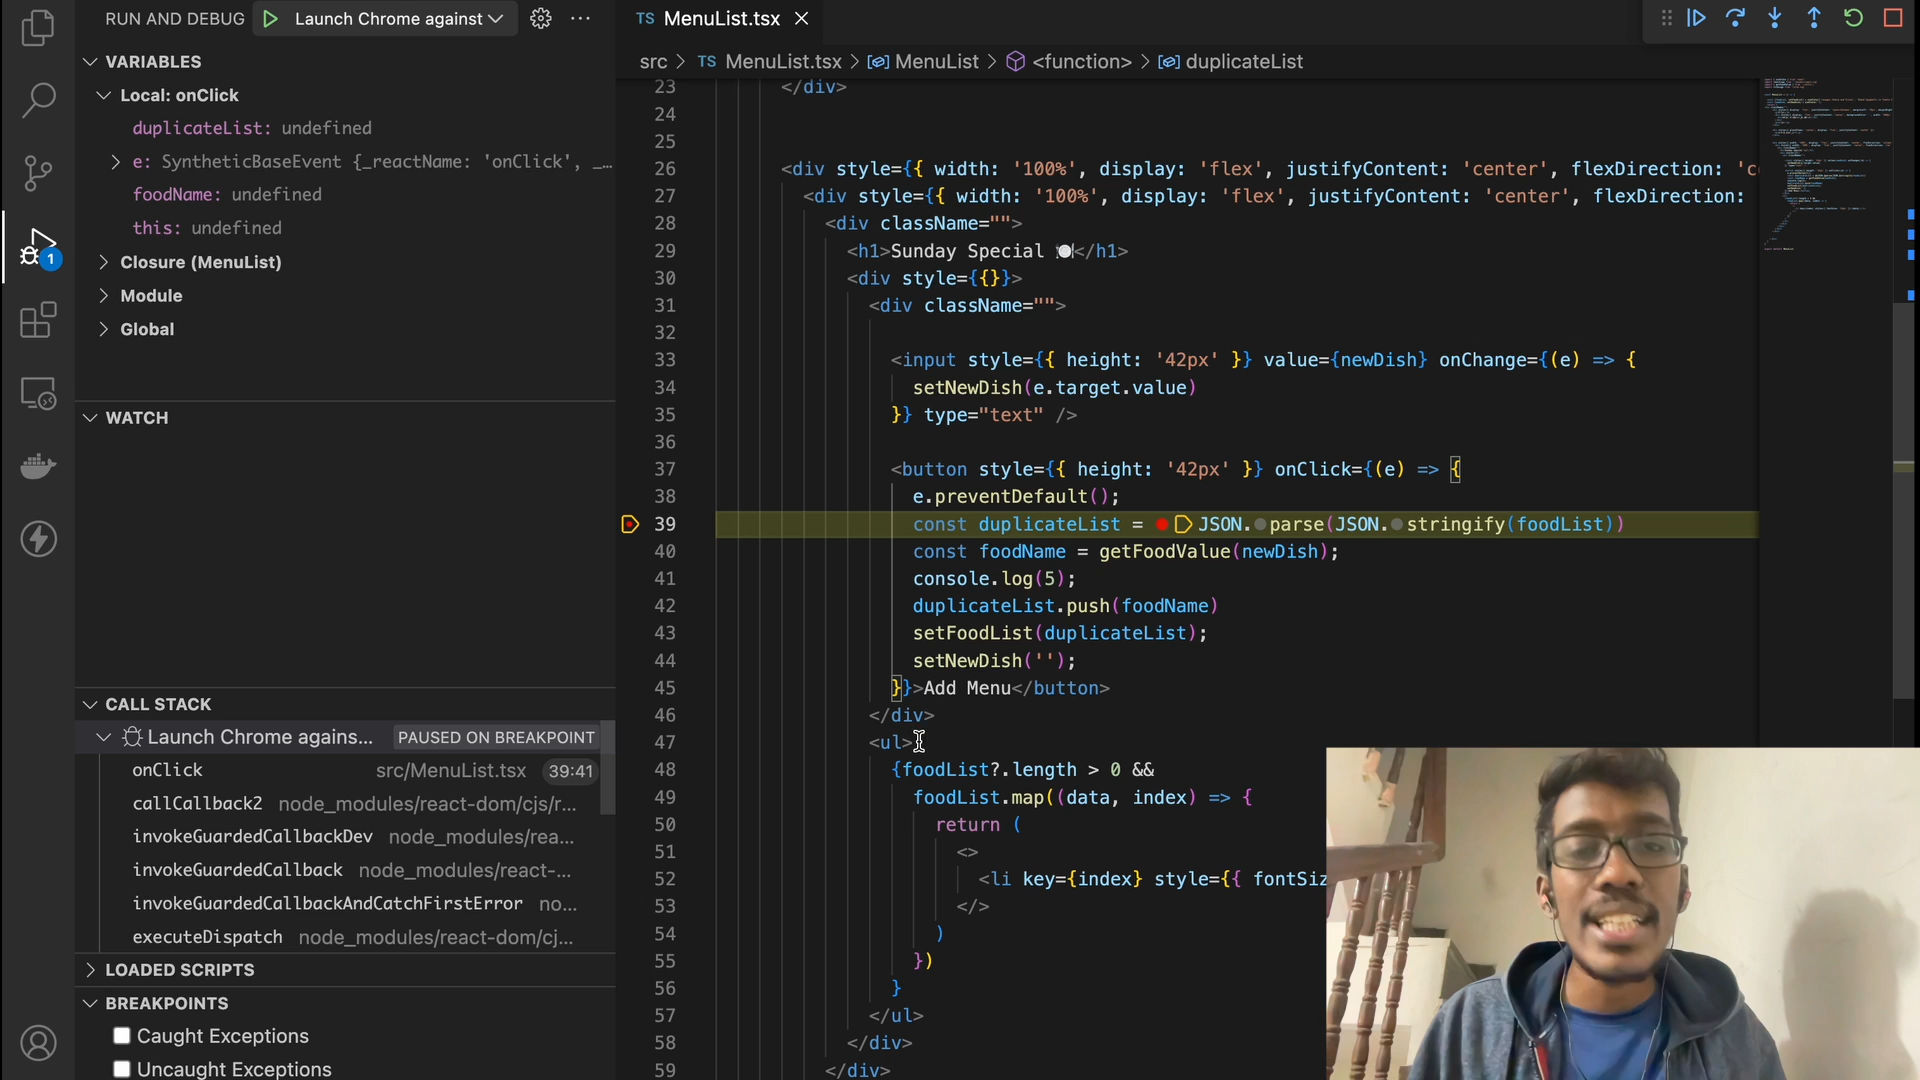 RUN AND DEBUG
Launch Chrome against
VARIABLES
Local: onClick
duplicateList: undefined
e: SyntheticBaseEvent {_reactName: 'onClick', _…
foodName: undefined
this: undefined
Closure (MenuList)
Module
Global
1
WATCH
CALL STACK
Launch Chrome agains... PAUSED ON BREAKPOINT
onClick src/MenuList.tsx 39:41
callCallback2 node_modules/react-dom/cjs/r...
invokeGuardedCallbackDev node_modules/rea...
invokeGuardedCallback node_modules/react-...
invokeGuardedCallbackAndCatchFirstError no...
executeDispatch node_modules/react-dom/cj...
LOADED SCRIPTS
BREAKPOINTS
Caught Exceptions
Uncaught Exceptions
TS MenuList.tsx
src > TS MenuList.tsx > MenuList > <function> > duplicateList
23 </div>
24
25
26 <div style={{ width: '100%', display: 'flex', justifyContent: 'center', flexDirection: 'c
27 <div style={{ width: '100%', display: 'flex', justifyContent: 'center', flexDirection:
28 <div className="">
29 <h1>Sunday Special 🍽</h1>
30 <div style={{}}>
31 <div className="">
32
33 <input style={{ height: '42px' }} value={newDish} onChange={(e) => {
34 setNewDish(e.target.value)
35 }} type="text" />
36
37 <button style={{ height: '42px' }} onClick={(e) => {
38 e.preventDefault();
39 const duplicateList = JSON.parse(JSON.stringify(foodList))
40 const foodName = getFoodValue(newDish);
41 console.log(5);
42 duplicateList.push(foodName)
43 setFoodList(duplicateList);
44 setNewDish('');
45 }}>Add Menu</button>
46 </div>
47 <ul>
48 {foodList?.length > 0 &&
49 foodList.map((data, index) => {
50 return (
51 <>
52 <li key={index} style={{ fontSiz
53 </>
54 )
55 })
56 }
57 </ul>
58 </div>
59 </div>